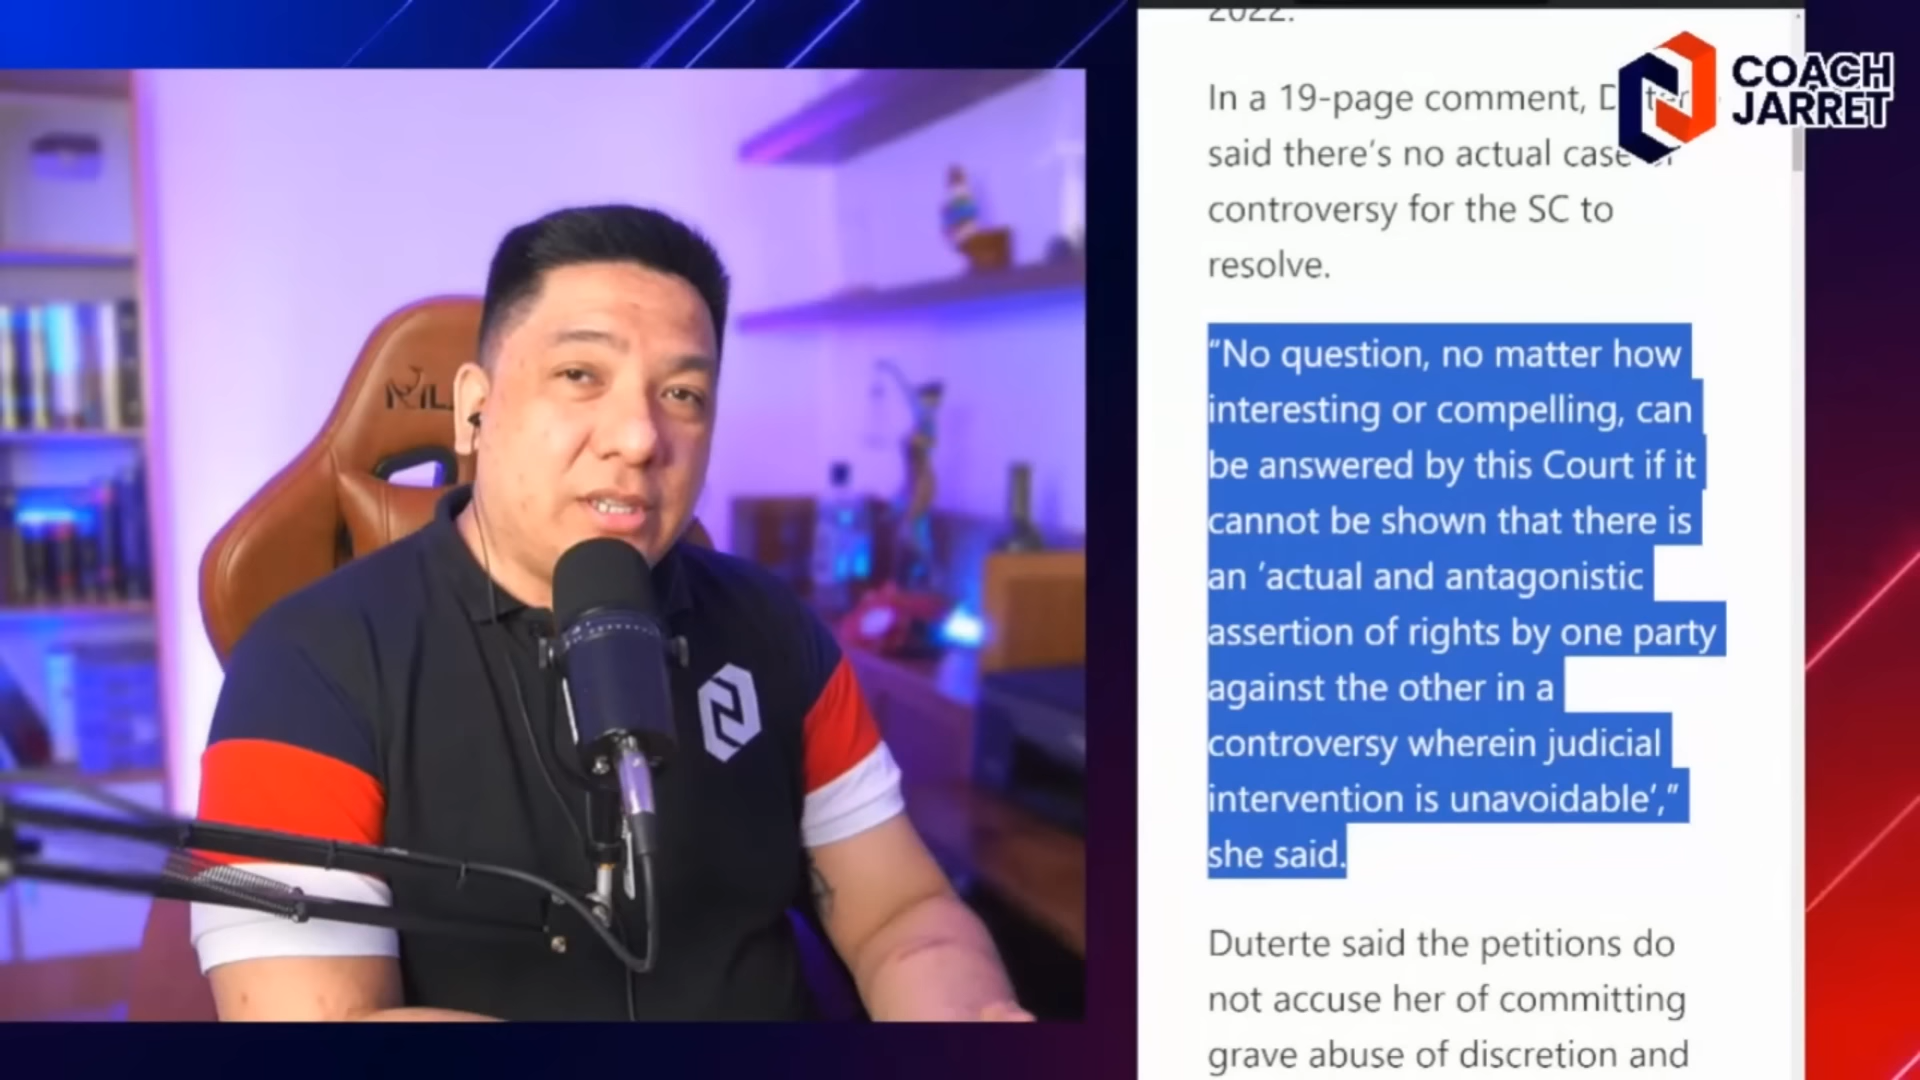 2022.
In a 19-page comment,
said there's no actual case
controversy for the SC to
resolve.
“No question, no matter how
interesting or compelling, can
be answered by this Court if it
cannot be shown that there is
an ‘actual and antagonistic
assertion of rights by one party
against the other in a
controversy wherein judicial
intervention is unavoidable’,”
she said.
Duterte said the petitions do
not accuse her of committing
grave abuse of discretion and
COACH
JARRET